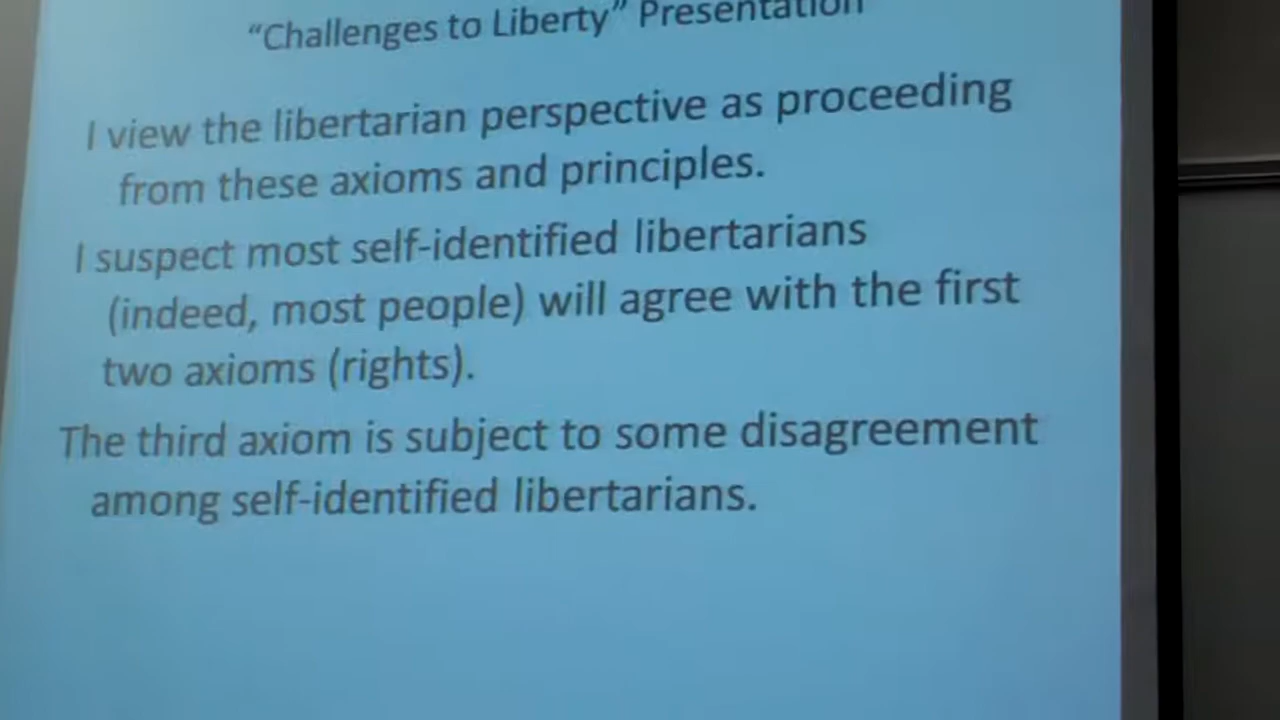 “Challenges to Liberty” Presentation
I view the libertarian perspective as proceeding
from these axioms and principles.
I suspect most self-identified libertarians
(indeed, most people) will agree with the first
two axioms (rights).
The third axiom is subject to some disagreement
among self-identified libertarians.